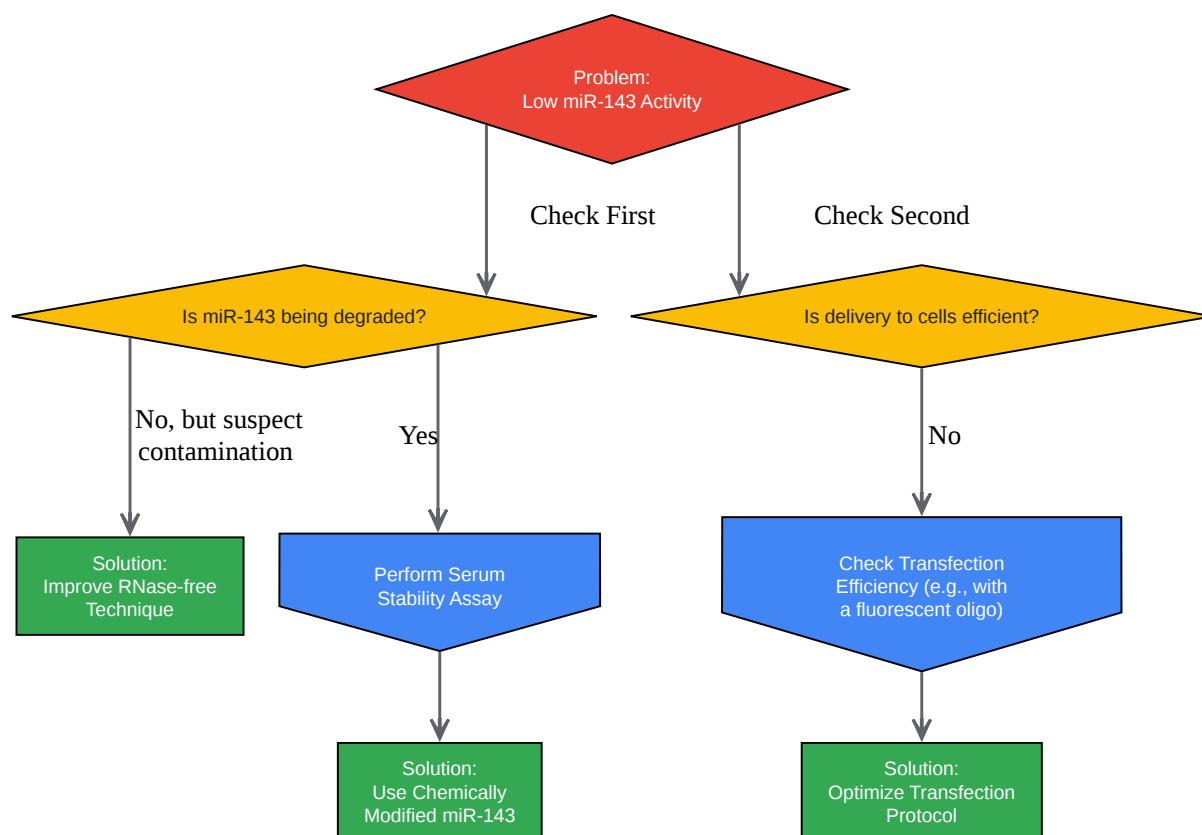 Problem:
Low miR-143 Activity
Check First
Check Second
Is miR-143 being degraded?
Is delivery to cells efficient?
No, but suspect
contamination
Yes
No
Solution:
Improve RNase-free
Technique
Perform Serum
Stability Assay
Check Transfection
Efficiency (e.g., with
a fluorescent oligo)
Solution:
Use Chemically
Modified miR-143
Solution:
Optimize Transfection
Protocol